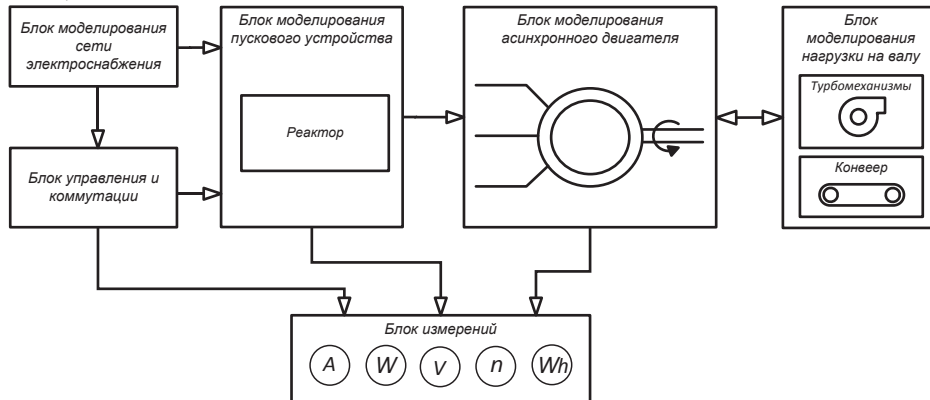 Блок моделирования
сети
электроснабжения
Блок моделирования
пускового устройства
Реактор
Блок моделирования
асинхронного двигателя
Блок
моделирования
нагрузки на валу
Турбомеханизмы
Конвеер
Блок управления и
коммутации
Блок измерений
A W V n Wh